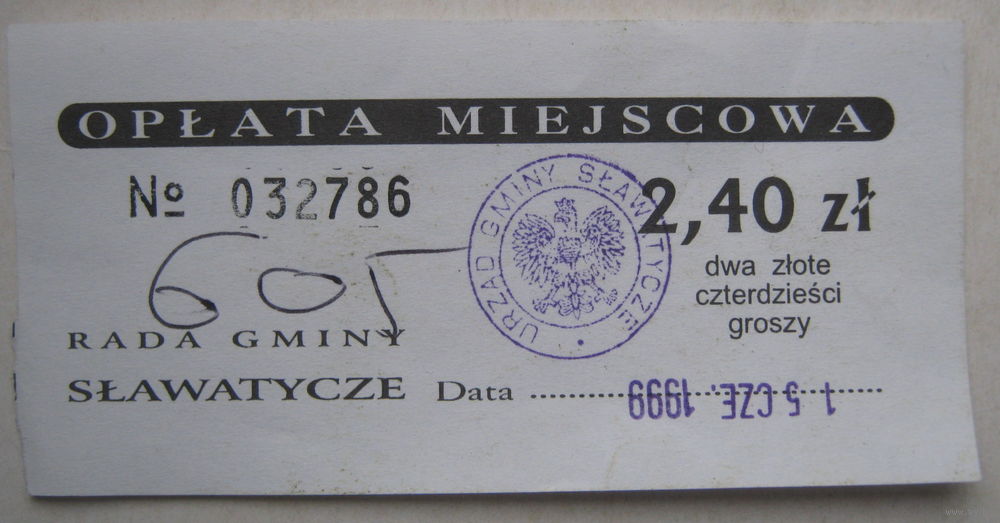 OPŁATA MIEJSCOWA
Nº 032786
2,40 zł
dwa złote
czterdzieści
groszy
605
URZĄD GMINY SŁAWATYCZE
RADA GMINY
SŁAWATYCZE
Data 15 CZE. 1999